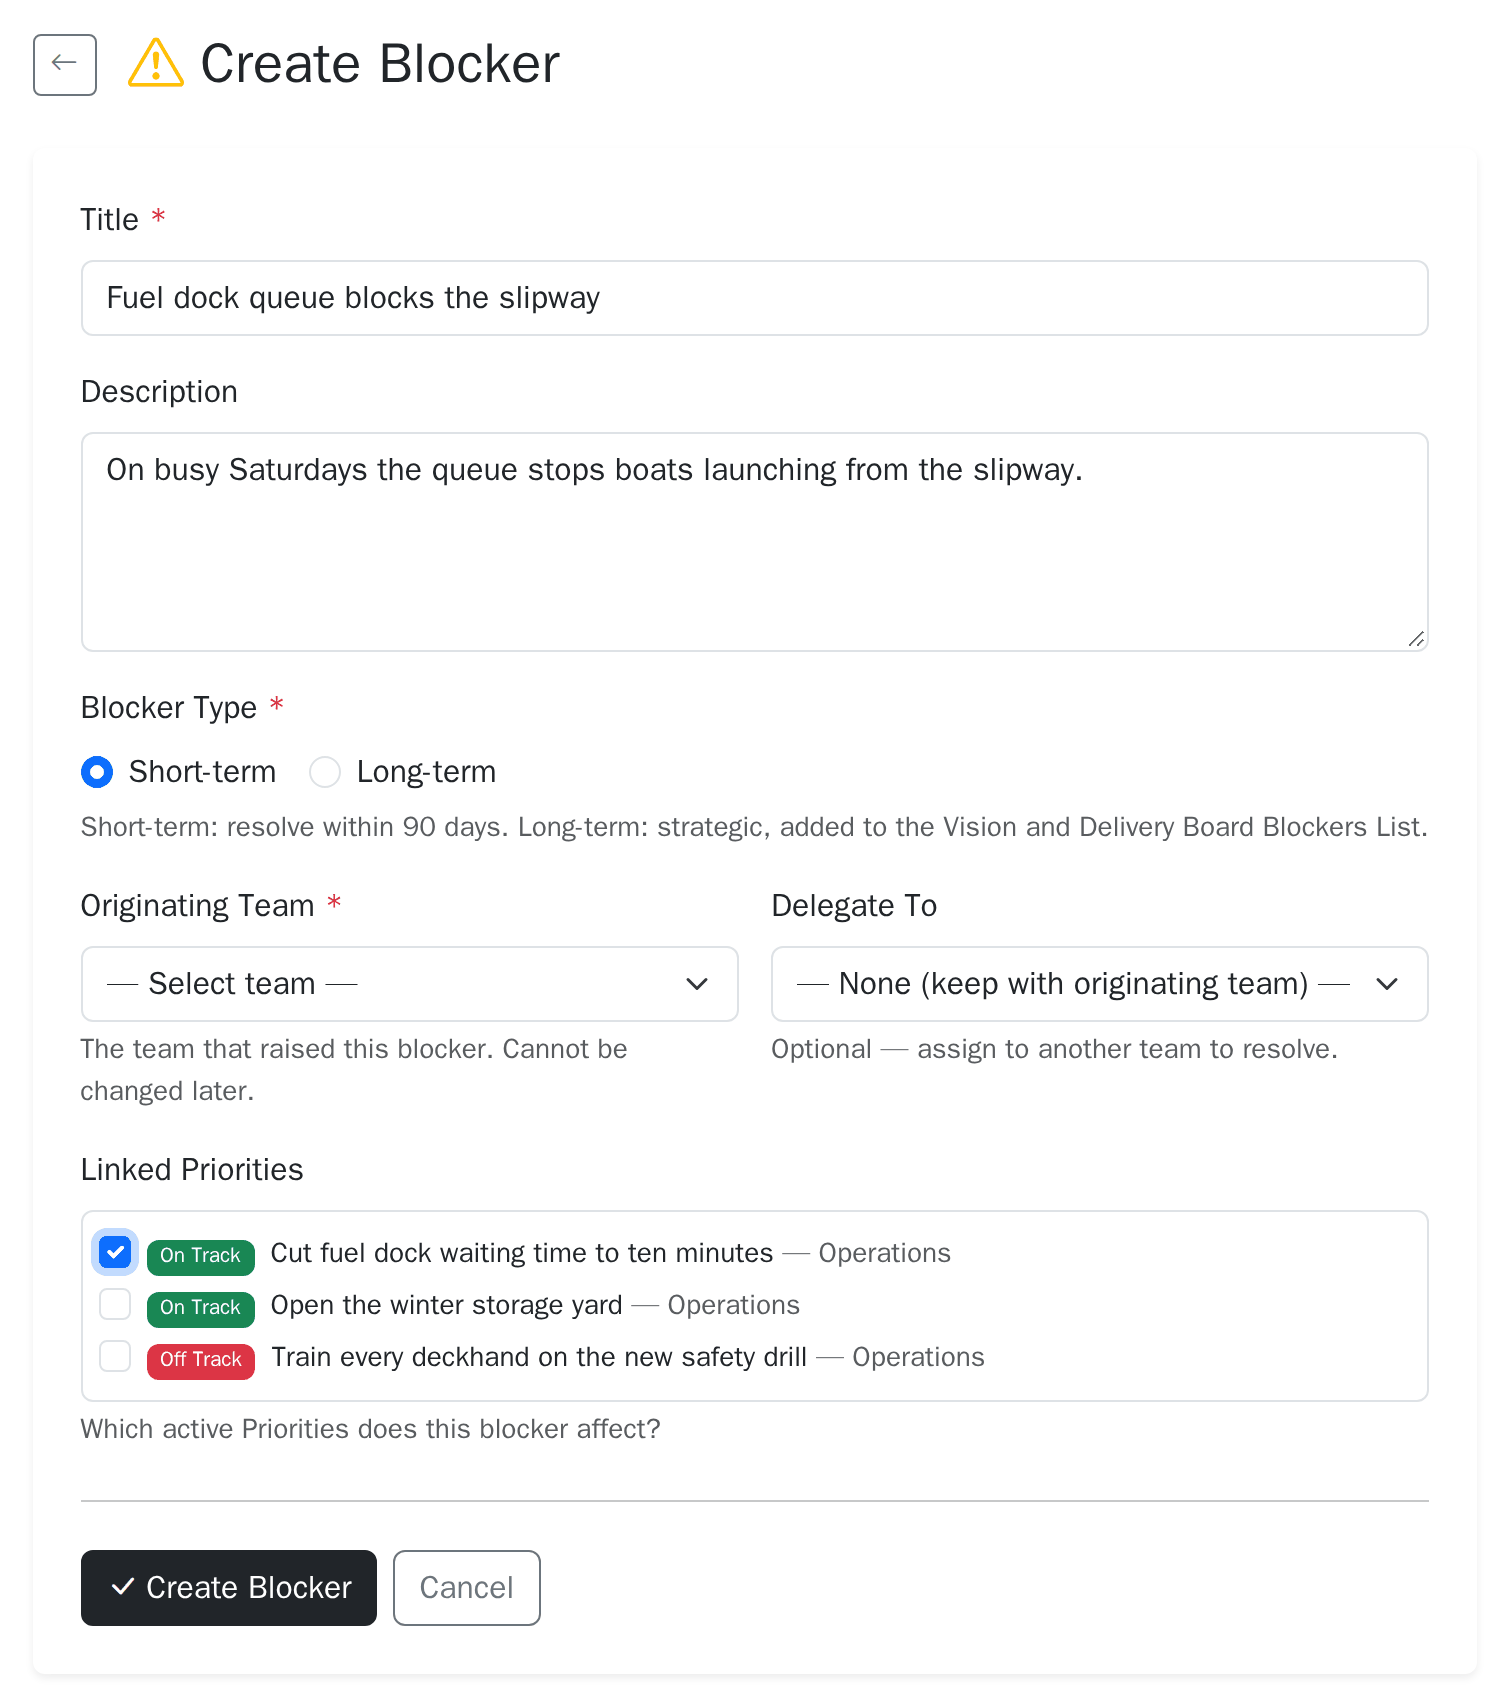 Create Blocker
Title *
Fuel dock queue blocks the slipway
Description
On busy Saturdays the queue stops boats launching from the slipway.
Blocker Type *
Short-term Long-term
Short-term: resolve within 90 days. Long-term: strategic, added to the Vision and Delivery Board Blockers List.
Originating Team *
— Select team —
The team that raised this blocker. Cannot be
changed later.
Delegate To
— None (keep with originating team) —
Optional — assign to another team to resolve.
Linked Priorities
On Track Cut fuel dock waiting time to ten minutes — Operations
On Track Open the winter storage yard — Operations
Off Track Train every deckhand on the new safety drill — Operations
Which active Priorities does this blocker affect?
Create Blocker
Cancel